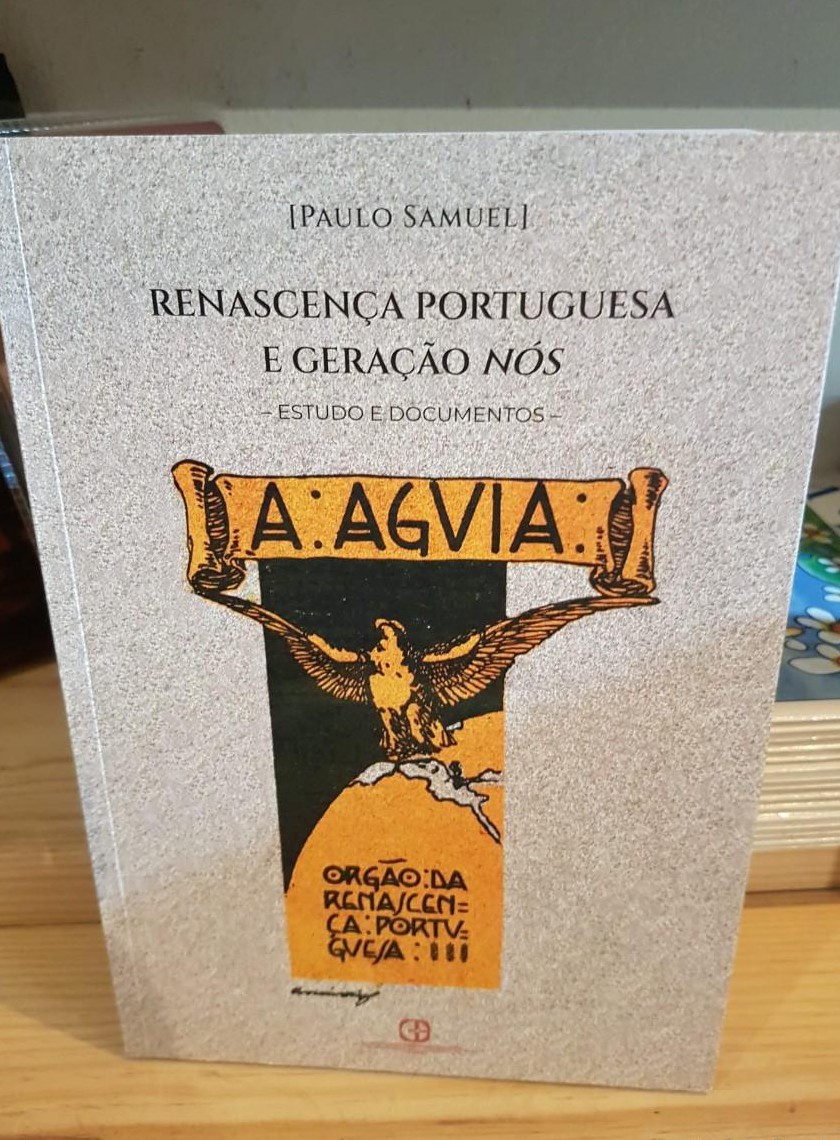 [PAULO SAMUEL]
RENASCENÇA PORTUGUESA
E GERAÇÃO NÓS
– ESTUDO E DOCUMENTOS –
A : AGVIA :
ORGÃO : DA
RENASCEN=
ÇA : PORTV=
GVESA : III